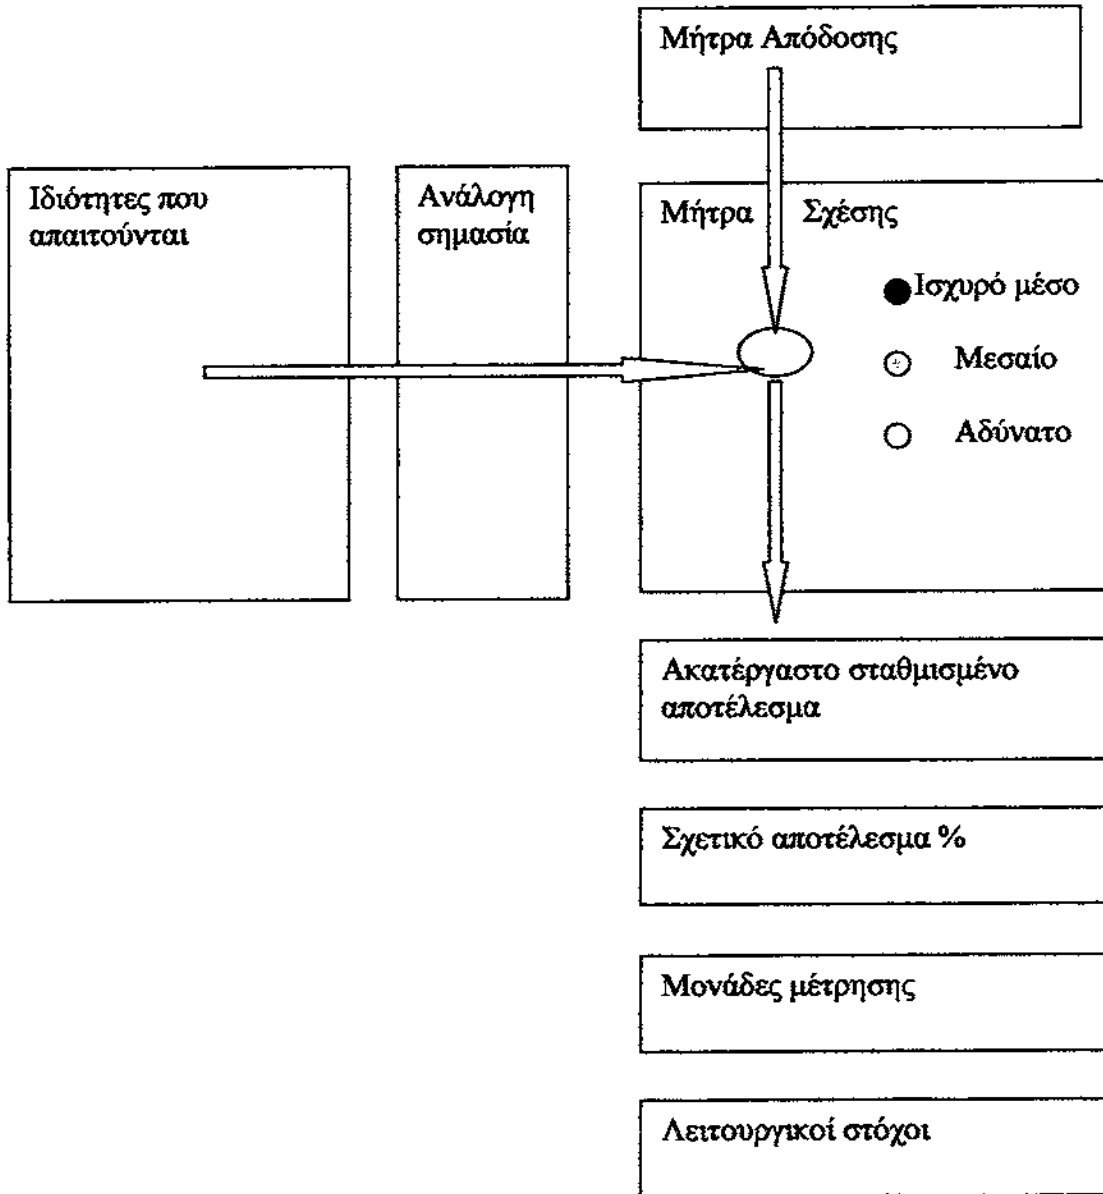 Μήτρα Απόδοσης
Ιδιότητες που
απαιτούνται
Ανάλογη
σημασία
Μήτρα Σχέσης
Ισχυρό μέσο
Μεσαίο
Αδύνατο
Ακατέργαστο σταθμισμένο
αποτέλεσμα
Σχετικό αποτέλεσμα %
Μονάδες μέτρησης
Λειτουργικοί στόχοι